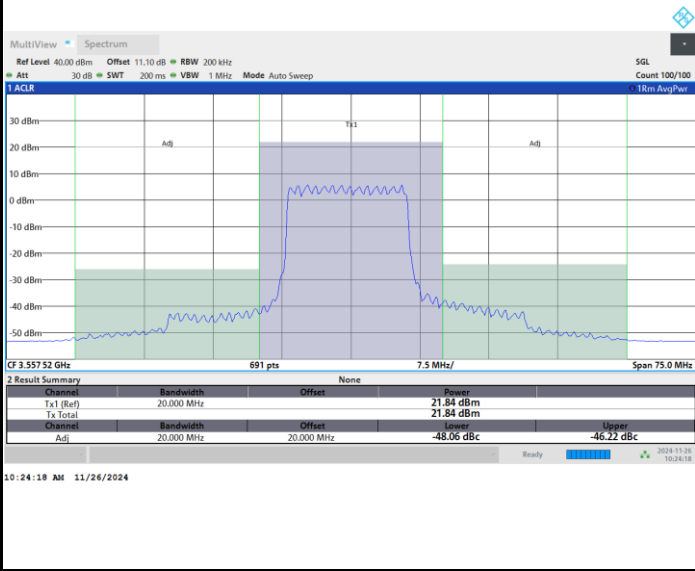 MultiView Spectrum
Ref Level 40.00 dBm Offset 11.10 dB RBW 200 kHz SGL
Att 30 dB SWT 200 ms VBW 1 MHz Mode Auto Sweep Count 100/100
1 ACLR 1Rm AvgPwr
30 dBm
Tx1
20 dBm Adj Adj
10 dBm
0 dBm
-10 dBm
-20 dBm
-30 dBm
-40 dBm
-50 dBm
CF 3.557 52 GHz 691 pts 7.5 MHz/ Span 75.0 MHz
2 Result Summary None
Channel Bandwidth Offset Power
Tx1 (Ref) 20.000 MHz 21.84 dBm
Tx Total 21.84 dBm
Channel Bandwidth Offset Lower Upper
Adj 20.000 MHz 20.000 MHz -48.06 dBc -46.22 dBc
Ready 2024-11-26
10:24:18
10:24:18 AM 11/26/2024